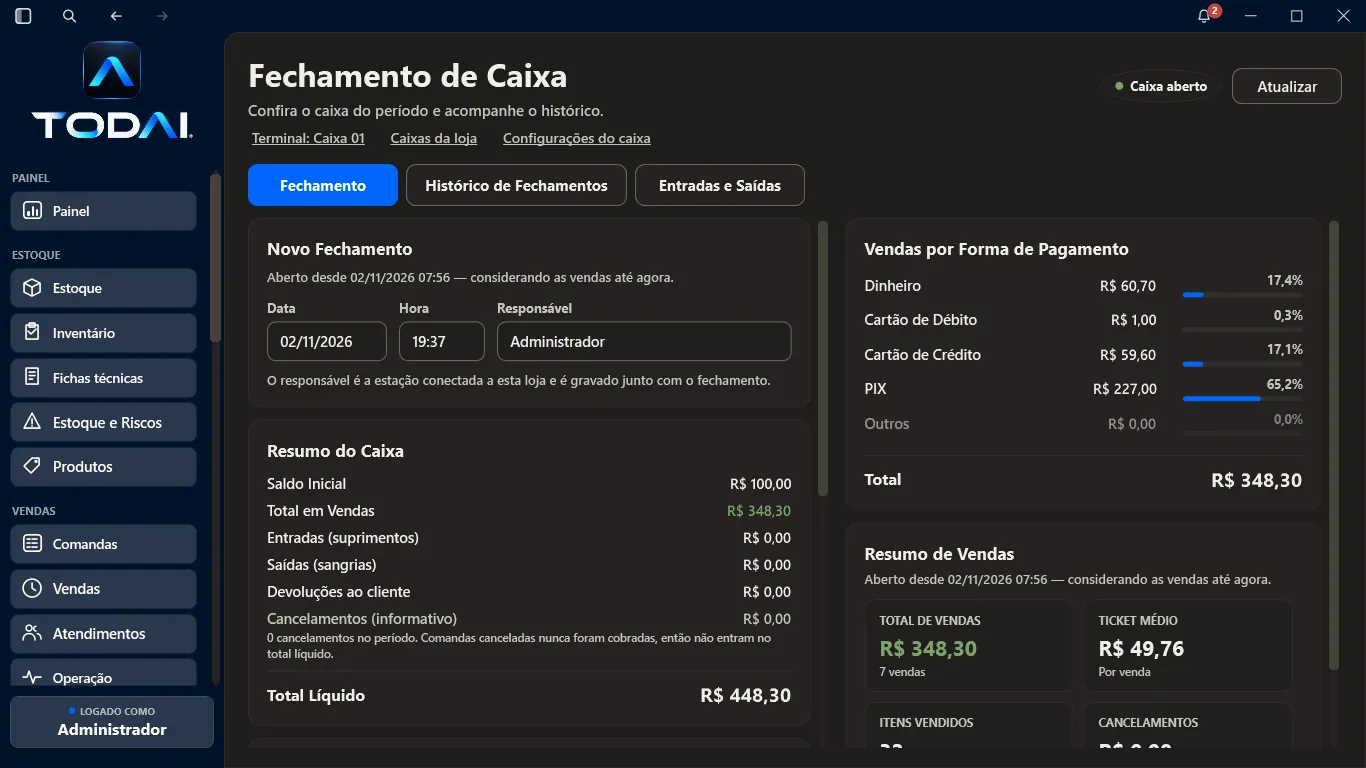 2
TODAI
PAINEL
Painel
ESTOQUE
Estoque
Inventário
Fichas técnicas
Estoque e Riscos
Produtos
VENDAS
Comandas
Vendas
Atendimentos
Operação
LOGADO COMO
Administrador
Fechamento de Caixa
Confira o caixa do período e acompanhe o histórico.
Terminal: Caixa 01 Caixas da loja Configurações do caixa
Caixa aberto
Atualizar
Fechamento Histórico de Fechamentos Entradas e Saídas
Novo Fechamento
Aberto desde 02/11/2026 07:56 — considerando as vendas até agora.
Data Hora Responsável
02/11/2026 19:37 Administrador
O responsável é a estação conectada a esta loja e é gravado junto com o fechamento.
Resumo do Caixa
Saldo Inicial R$ 100,00
Total em Vendas R$ 348,30
Entradas (suprimentos) R$ 0,00
Saídas (sangrias) R$ 0,00
Devoluções ao cliente R$ 0,00
Cancelamentos (informativo) R$ 0,00
0 cancelamentos no período. Comandas canceladas nunca foram cobradas, então não entram no
total líquido.
Total Líquido R$ 448,30
Vendas por Forma de Pagamento
Dinheiro R$ 60,70 17,4%
Cartão de Débito R$ 1,00 0,3%
Cartão de Crédito R$ 59,60 17,1%
PIX R$ 227,00 65,2%
Outros R$ 0,00 0,0%
Total R$ 348,30
Resumo de Vendas
Aberto desde 02/11/2026 07:56 — considerando as vendas até agora.
TOTAL DE VENDAS
R$ 348,30
7 vendas
TICKET MÉDIO
R$ 49,76
Por venda
ITENS VENDIDOS
CANCELAMENTOS
R$ 0,00